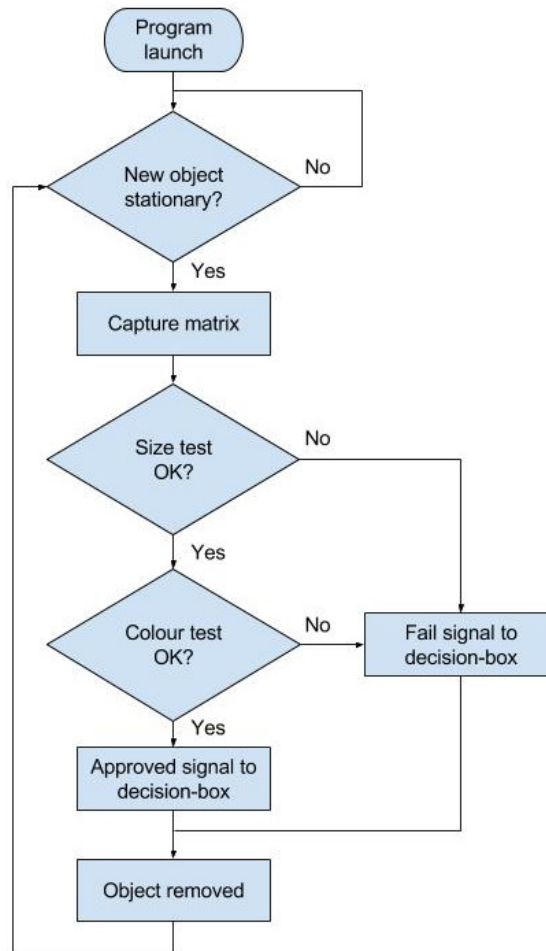 Program
launch
New object
stationary?
No
Yes
Capture matrix
Size test
OK?
No
Yes
Colour test
OK?
No
Fail signal to
decision-box
Yes
Approved signal to
decision-box
Object removed